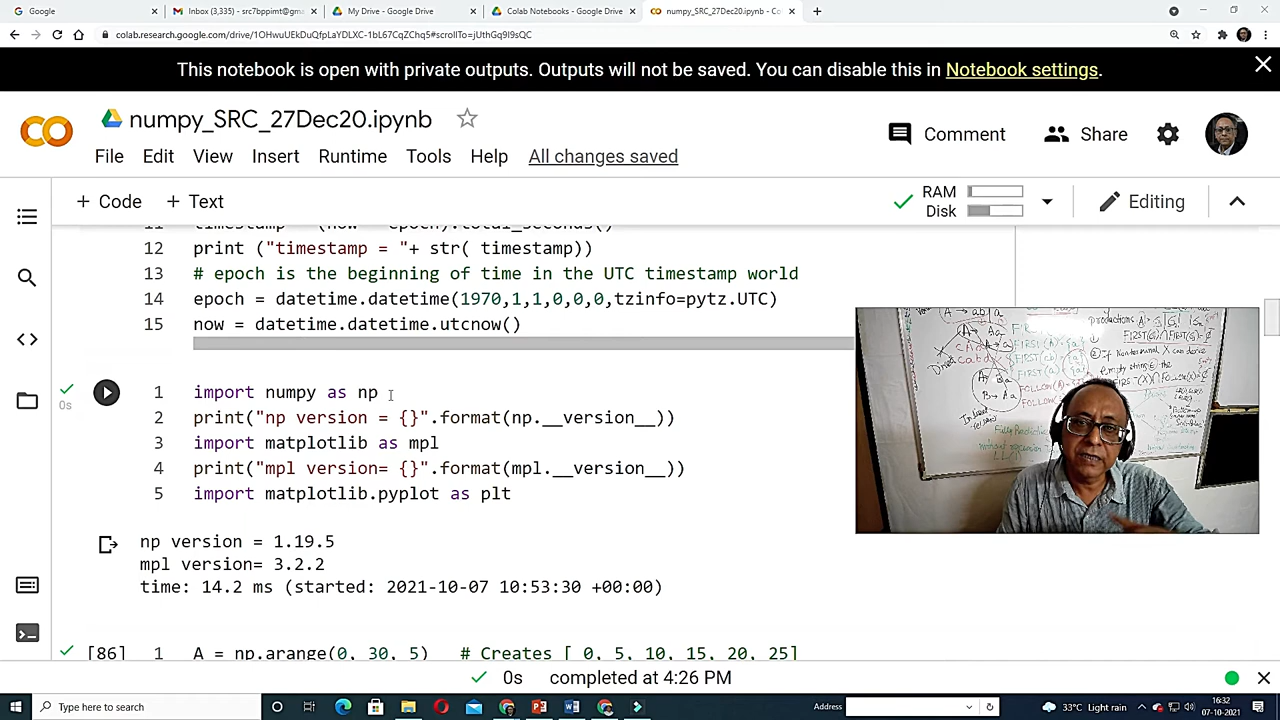 Google
Inbox (3,335) - src7bppimt@gma
My Drive - Google Drive
Colab Notebooks - Google Drive
numpy_SRC_27Dec20.ipynb - Co
colab.research.google.com/drive/1OHwuUEkDuQfpLaYDLXC-1bL67CqZChq5#scrollTo=jUthGq9I9sQC
This notebook is open with private outputs. Outputs will not be saved. You can disable this in Notebook settings.
numpy_SRC_27Dec20.ipynb
Comment
Share
File Edit View Insert Runtime Tools Help All changes saved
+ Code + Text
RAM
Disk
Editing
11 timestamp = (now - epoch).total_seconds()
12 print ("timestamp = "+ str( timestamp))
13 # epoch is the beginning of time in the UTC timestamp world
14 epoch = datetime.datetime(1970,1,1,0,0,0,tzinfo=pytz.UTC)
15 now = datetime.datetime.utcnow()
0s
1 import numpy as np
2 print("np version = {}".format(np.__version__))
3 import matplotlib as mpl
4 print("mpl version= {}".format(mpl.__version__))
5 import matplotlib.pyplot as plt
np version = 1.19.5
mpl version= 3.2.2
time: 14.2 ms (started: 2021-10-07 10:53:30 +00:00)
[86] 1 A = np.arange(0, 30, 5) # Creates [ 0, 5, 10, 15, 20, 25]
0s completed at 4:26 PM
Type here to search
Address
33°C Light rain
16:32
07-10-2021